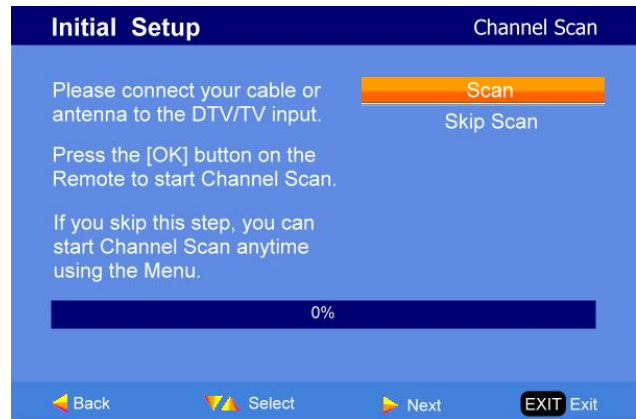 Initial Setup
Channel Scan
Please connect your cable or
antenna to the DTV/TV input.
Press the [OK] button on the
Remote to start Channel Scan.
If you skip this step, you can
start Channel Scan anytime
using the Menu.
Scan
Skip Scan
0%
Back Select Next EXIT Exit